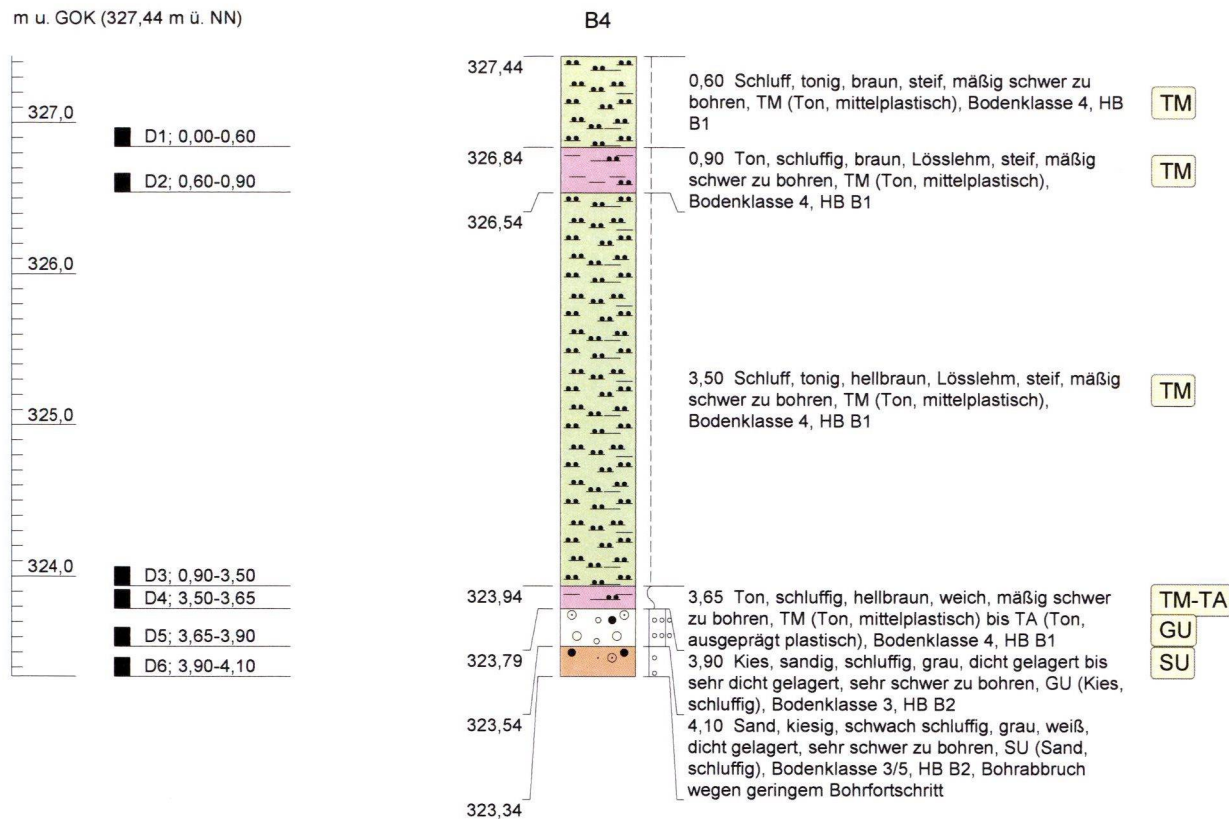 m u. GOK (327,44 m ü. NN)
B4
327,0
326,0
325,0
324,0
D1; 0,00-0,60
D2; 0,60-0,90
D3; 0,90-3,50
D4; 3,50-3,65
D5; 3,65-3,90
D6; 3,90-4,10
327,44
326,84
326,54
323,94
323,79
323,54
323,34
0,60 Schluff, tonig, braun, steif, mäßig schwer zu
bohren, TM (Ton, mittelplastisch), Bodenklasse 4, HB
B1
TM
0,90 Ton, schluffig, braun, Lösslehm, steif, mäßig
schwer zu bohren, TM (Ton, mittelplastisch),
Bodenklasse 4, HB B1
TM
3,50 Schluff, tonig, hellbraun, Lösslehm, steif, mäßig
schwer zu bohren, TM (Ton, mittelplastisch),
Bodenklasse 4, HB B1
TM
3,65 Ton, schluffig, hellbraun, weich, mäßig schwer
zu bohren, TM (Ton, mittelplastisch) bis TA (Ton,
ausgeprägt plastisch), Bodenklasse 4, HB B1
TM-TA
3,90 Kies, sandig, schluffig, grau, dicht gelagert bis
sehr dicht gelagert, sehr schwer zu bohren, GU (Kies,
schluffig), Bodenklasse 3, HB B2
GU
4,10 Sand, kiesig, schwach schluffig, grau, weiß,
dicht gelagert, sehr schwer zu bohren, SU (Sand,
schluffig), Bodenklasse 3/5, HB B2, Bohrabbruch
wegen geringem Bohrfortschritt
SU